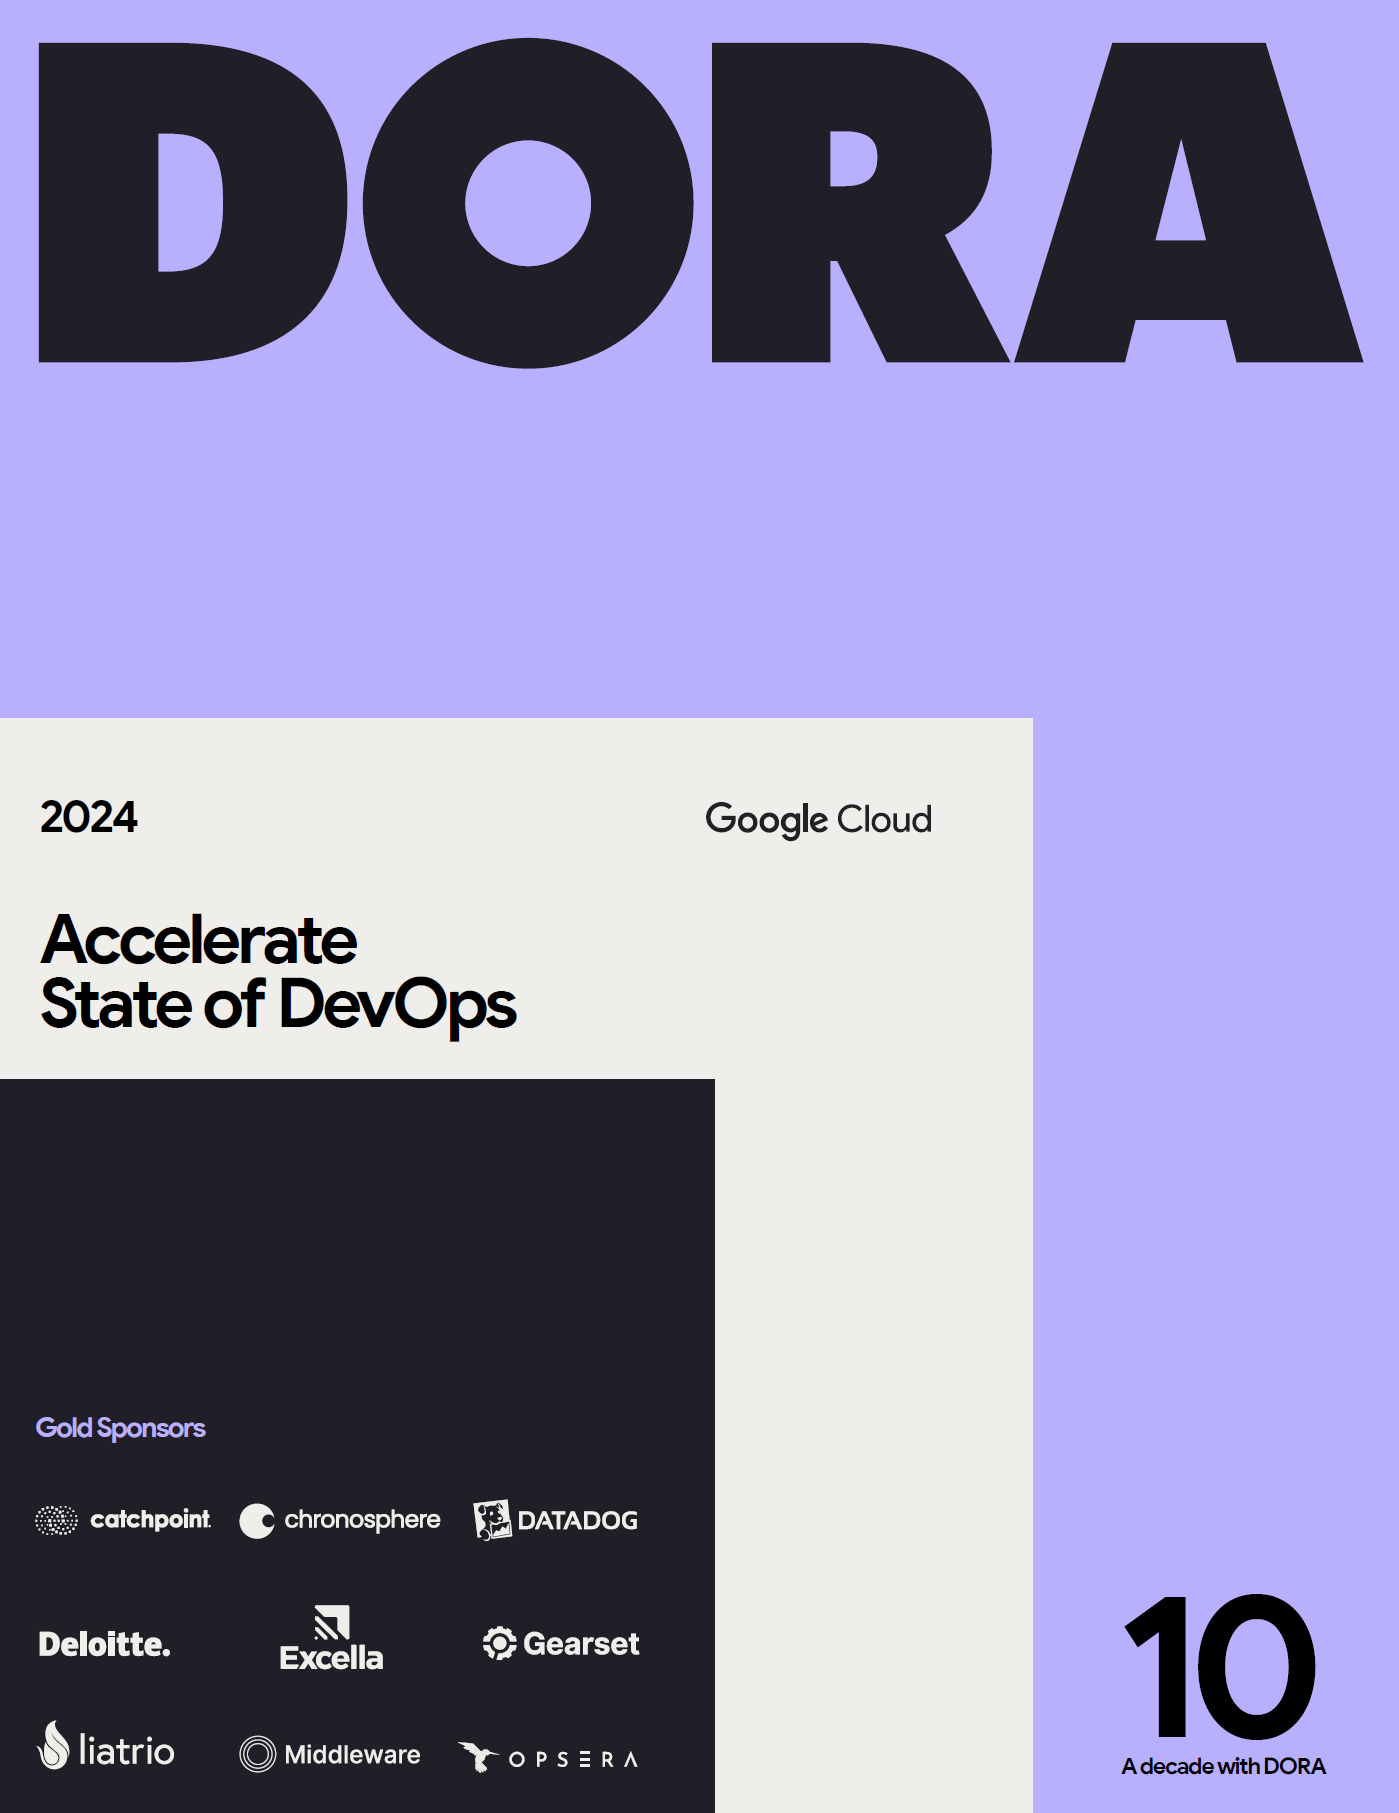 DORA
2024
Google Cloud
Accelerate
State of DevOps
Gold Sponsors
catchpoint.
chronosphere
DATADOG
Deloitte.
Excella
Gearset
liatrio
Middleware
OPSERA
10
A decade with DORA